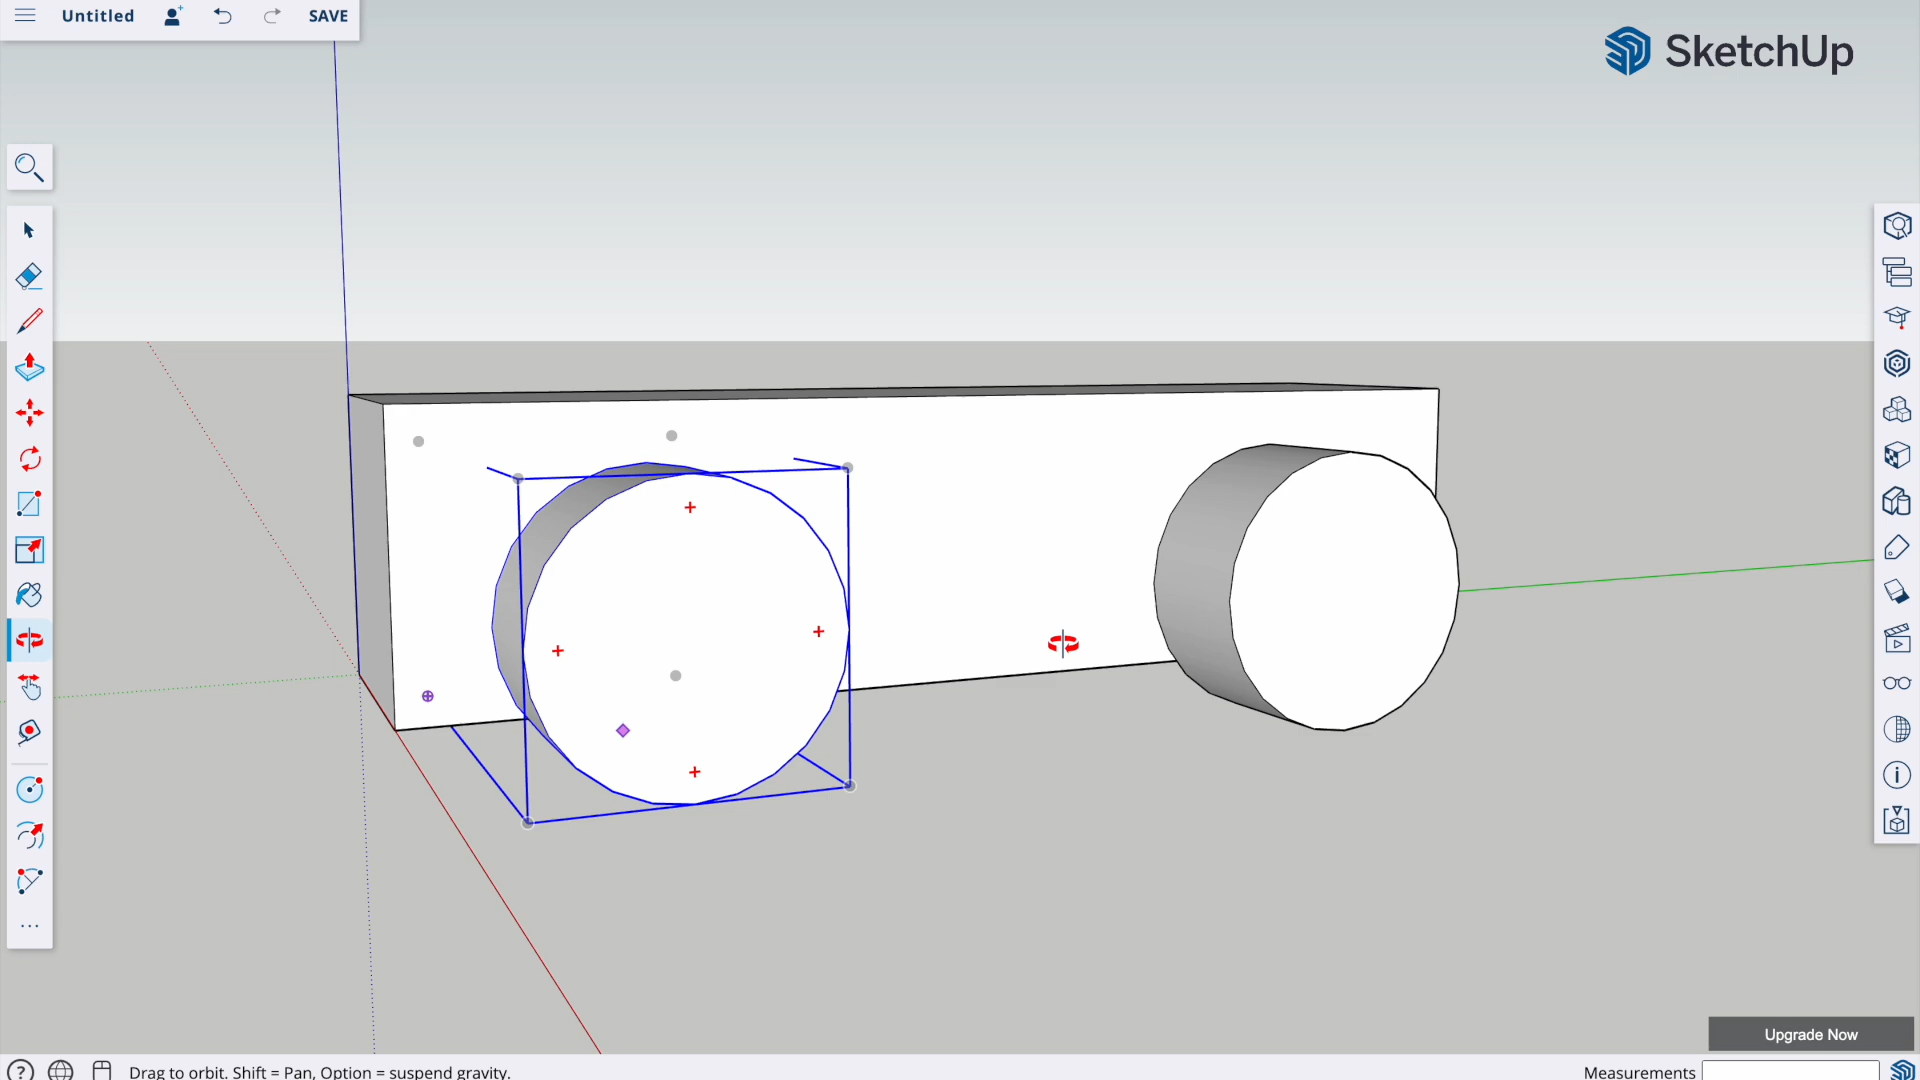 Untitled
SAVE
SketchUp
Upgrade Now
Drag to orbit. Shift = Pan, Option = suspend gravity.
Measurements